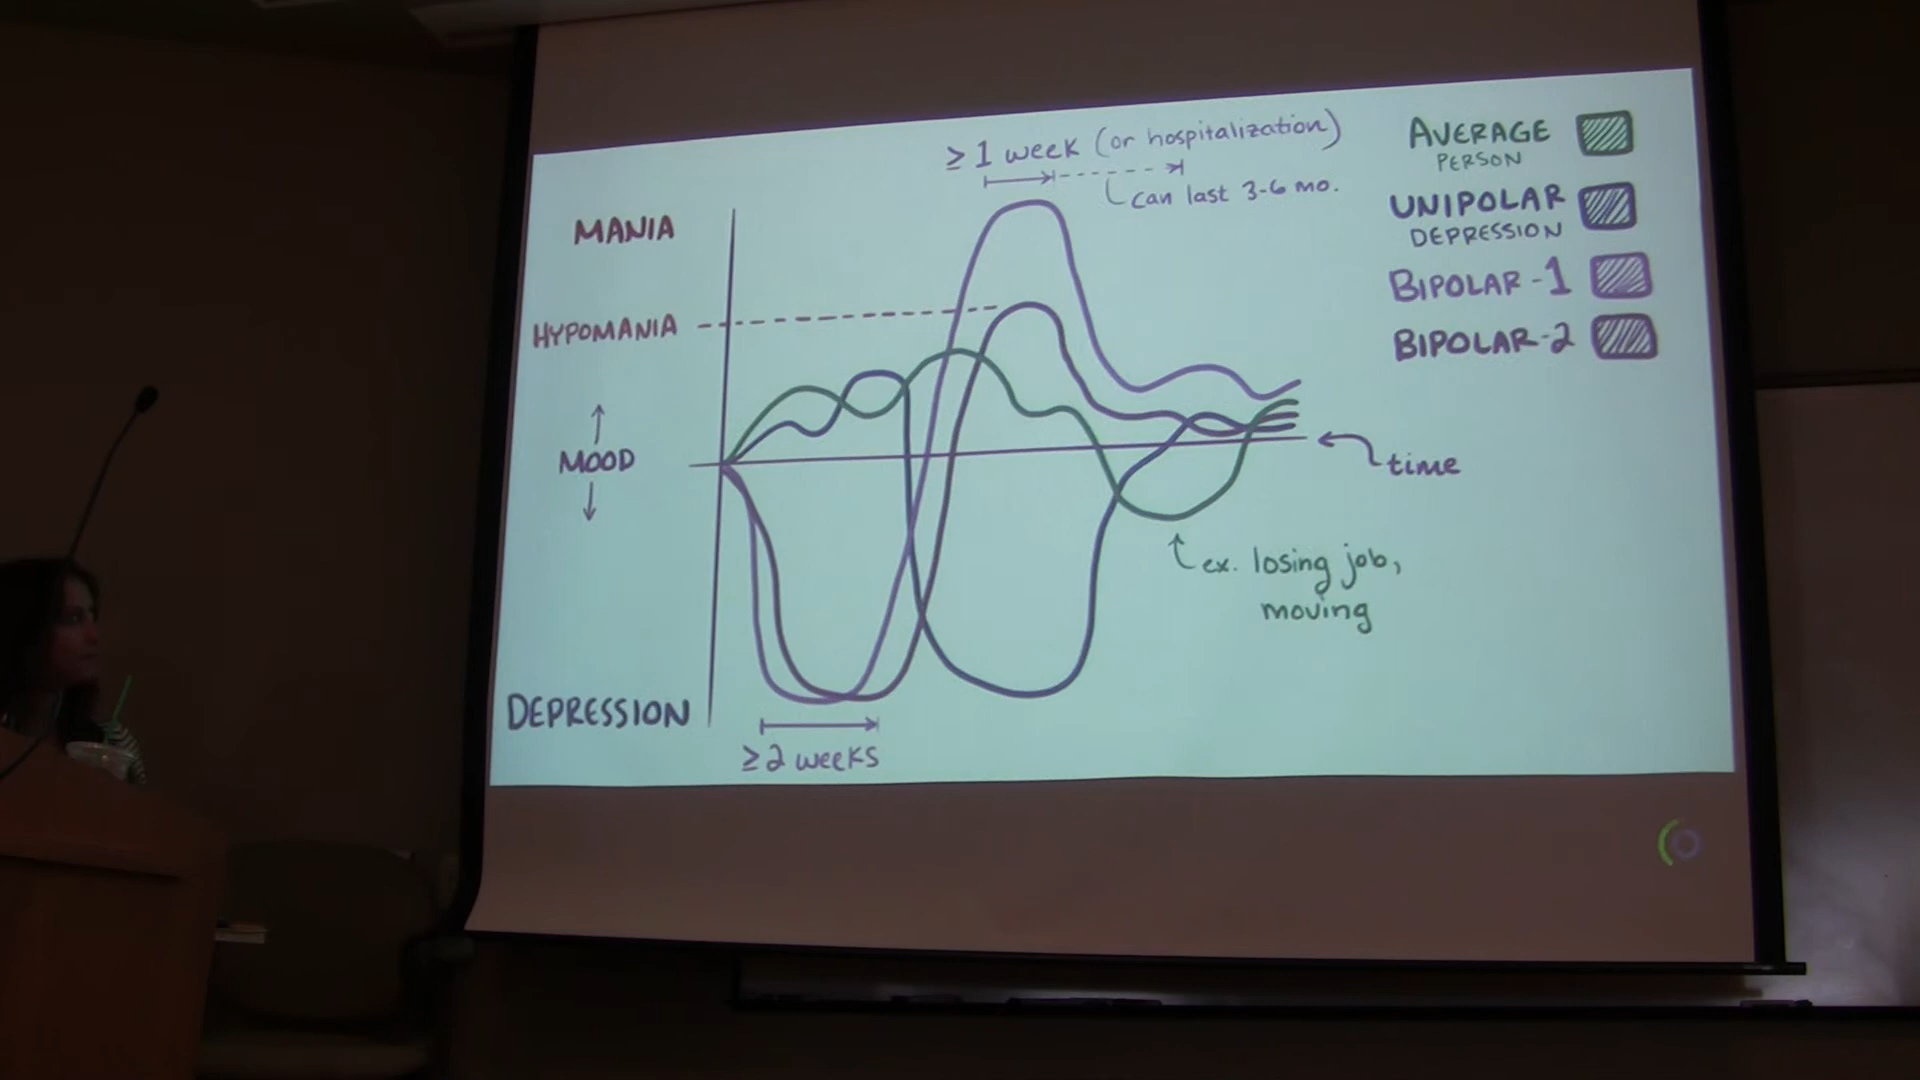 ≥1 week (or hospitalization)
can last 3-6 mo.
MANIA
HYPOMANIA
MOOD
DEPRESSION
≥2 weeks
time
ex. losing job,
moving
AVERAGE
PERSON
UNIPOLAR
DEPRESSION
BIPOLAR-1
BIPOLAR-2